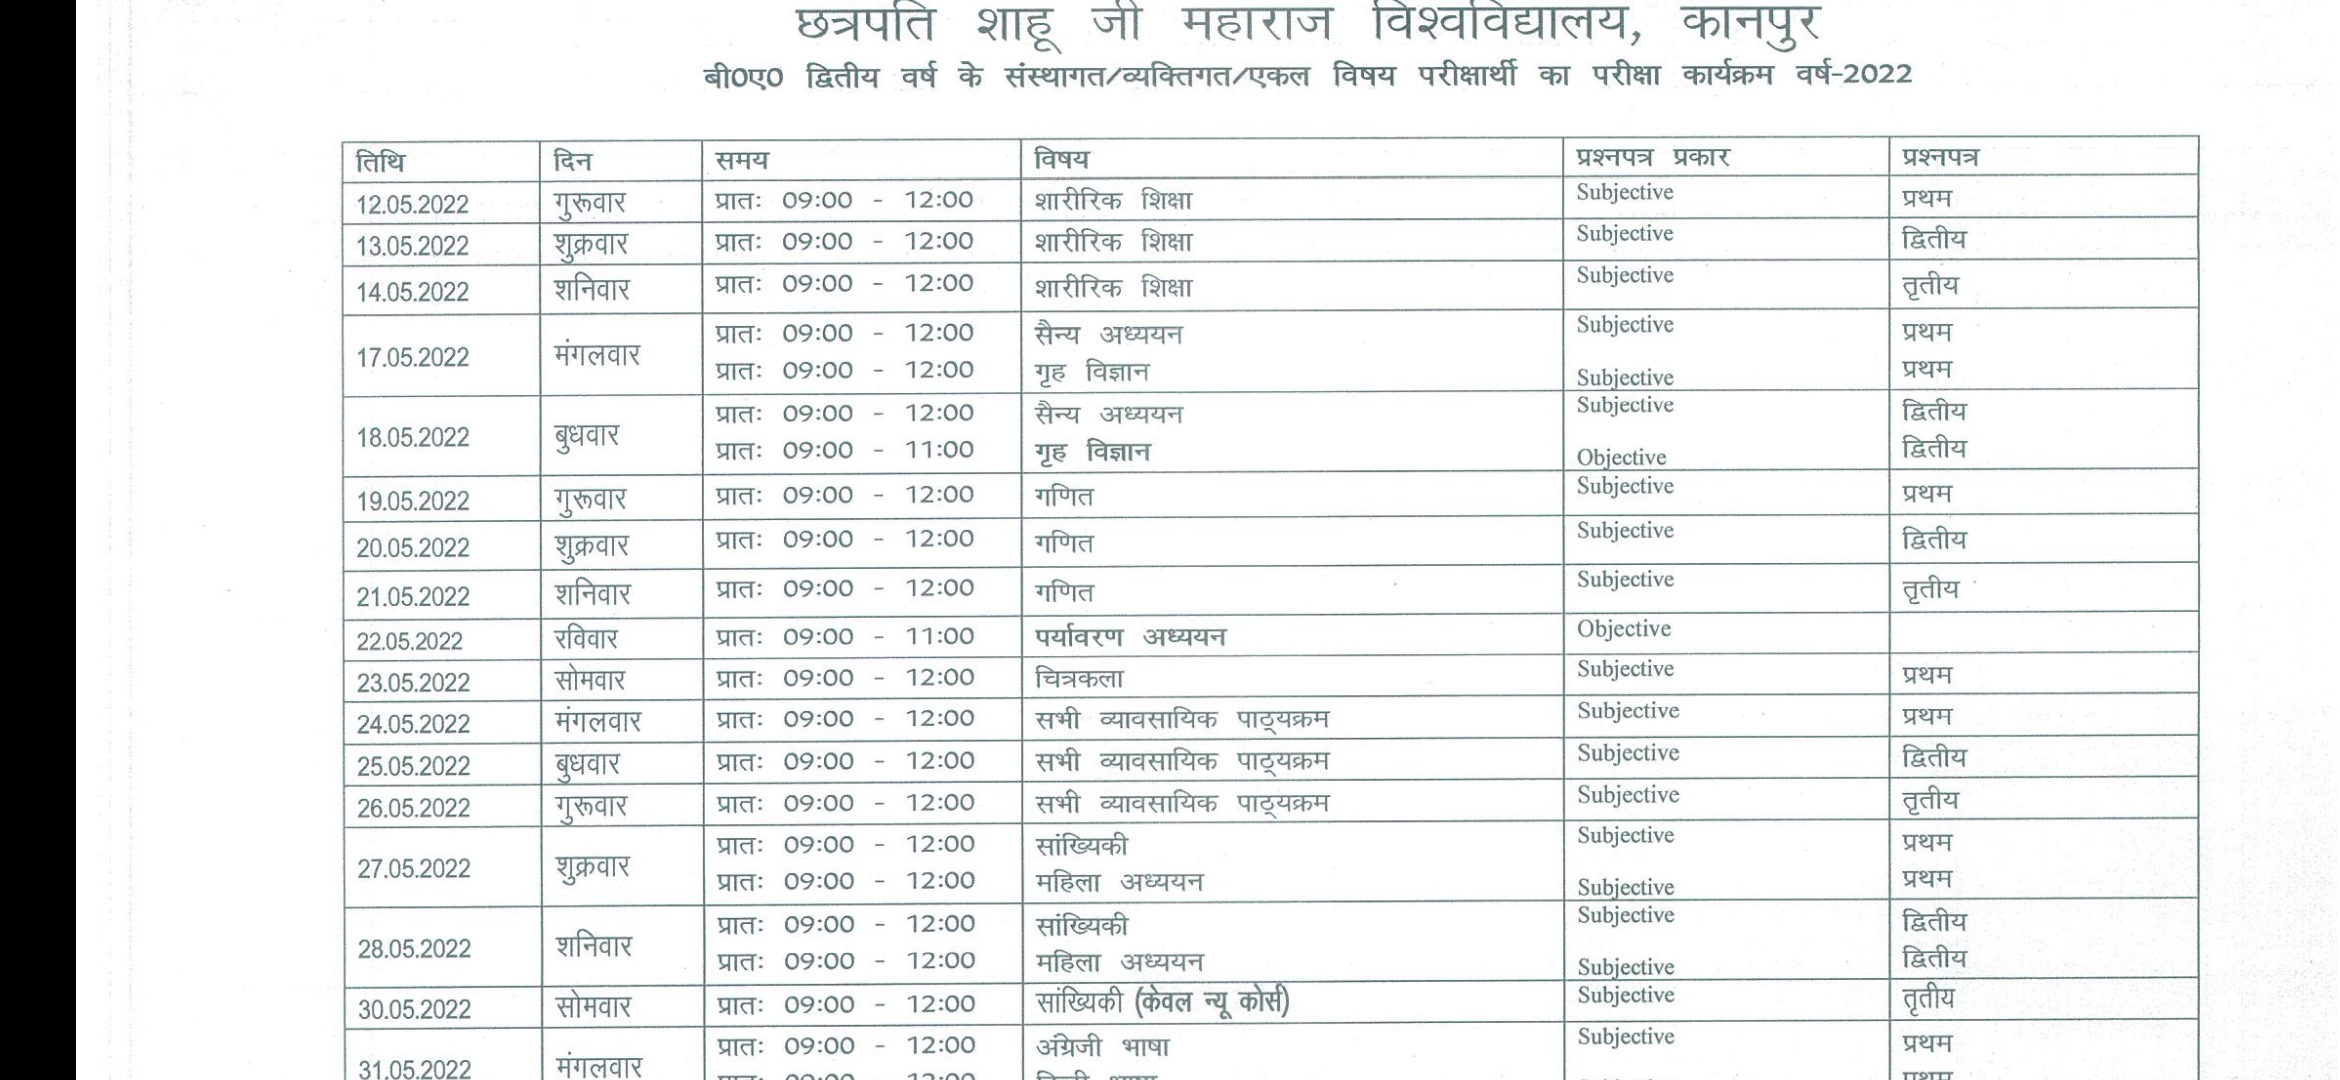 छत्रपति शाहू जी महाराज विश्वविद्यालय, कानपुर
बी0ए0 द्वितीय वर्ष के संस्थागत/व्यक्तिगत/एकल विषय परीक्षार्थी का परीक्षा कार्यक्रम वर्ष-2022
तिथि दिन समय विषय प्रश्नपत्र प्रकार प्रश्नपत्र
12.05.2022 गुरूवार प्रातः 09:00 - 12:00 शारीरिक शिक्षा Subjective प्रथम
13.05.2022 शुक्रवार प्रातः 09:00 - 12:00 शारीरिक शिक्षा Subjective द्वितीय
14.05.2022 शनिवार प्रातः 09:00 - 12:00 शारीरिक शिक्षा Subjective तृतीय
17.05.2022 मंगलवार प्रातः 09:00 - 12:00 सैन्य अध्ययन Subjective प्रथम
प्रातः 09:00 - 12:00 गृह विज्ञान Subjective प्रथम
18.05.2022 बुधवार प्रातः 09:00 - 12:00 सैन्य अध्ययन Subjective द्वितीय
प्रातः 09:00 - 11:00 गृह विज्ञान Objective द्वितीय
19.05.2022 गुरूवार प्रातः 09:00 - 12:00 गणित Subjective प्रथम
20.05.2022 शुक्रवार प्रातः 09:00 - 12:00 गणित Subjective द्वितीय
21.05.2022 शनिवार प्रातः 09:00 - 12:00 गणित Subjective तृतीय
22.05.2022 रविवार प्रातः 09:00 - 11:00 पर्यावरण अध्ययन Objective
23.05.2022 सोमवार प्रातः 09:00 - 12:00 चित्रकला Subjective प्रथम
24.05.2022 मंगलवार प्रातः 09:00 - 12:00 सभी व्यावसायिक पाठ्यक्रम Subjective प्रथम
25.05.2022 बुधवार प्रातः 09:00 - 12:00 सभी व्यावसायिक पाठ्यक्रम Subjective द्वितीय
26.05.2022 गुरूवार प्रातः 09:00 - 12:00 सभी व्यावसायिक पाठ्यक्रम Subjective तृतीय
27.05.2022 शुक्रवार प्रातः 09:00 - 12:00 सांख्यिकी Subjective प्रथम
प्रातः 09:00 - 12:00 महिला अध्ययन Subjective प्रथम
28.05.2022 शनिवार प्रातः 09:00 - 12:00 सांख्यिकी Subjective द्वितीय
प्रातः 09:00 - 12:00 महिला अध्ययन Subjective द्वितीय
30.05.2022 सोमवार प्रातः 09:00 - 12:00 सांख्यिकी (केवल न्यू कोर्स) Subjective तृतीय
31.05.2022 मंगलवार प्रातः 09:00 - 12:00 अंग्रेजी भाषा Subjective प्रथम